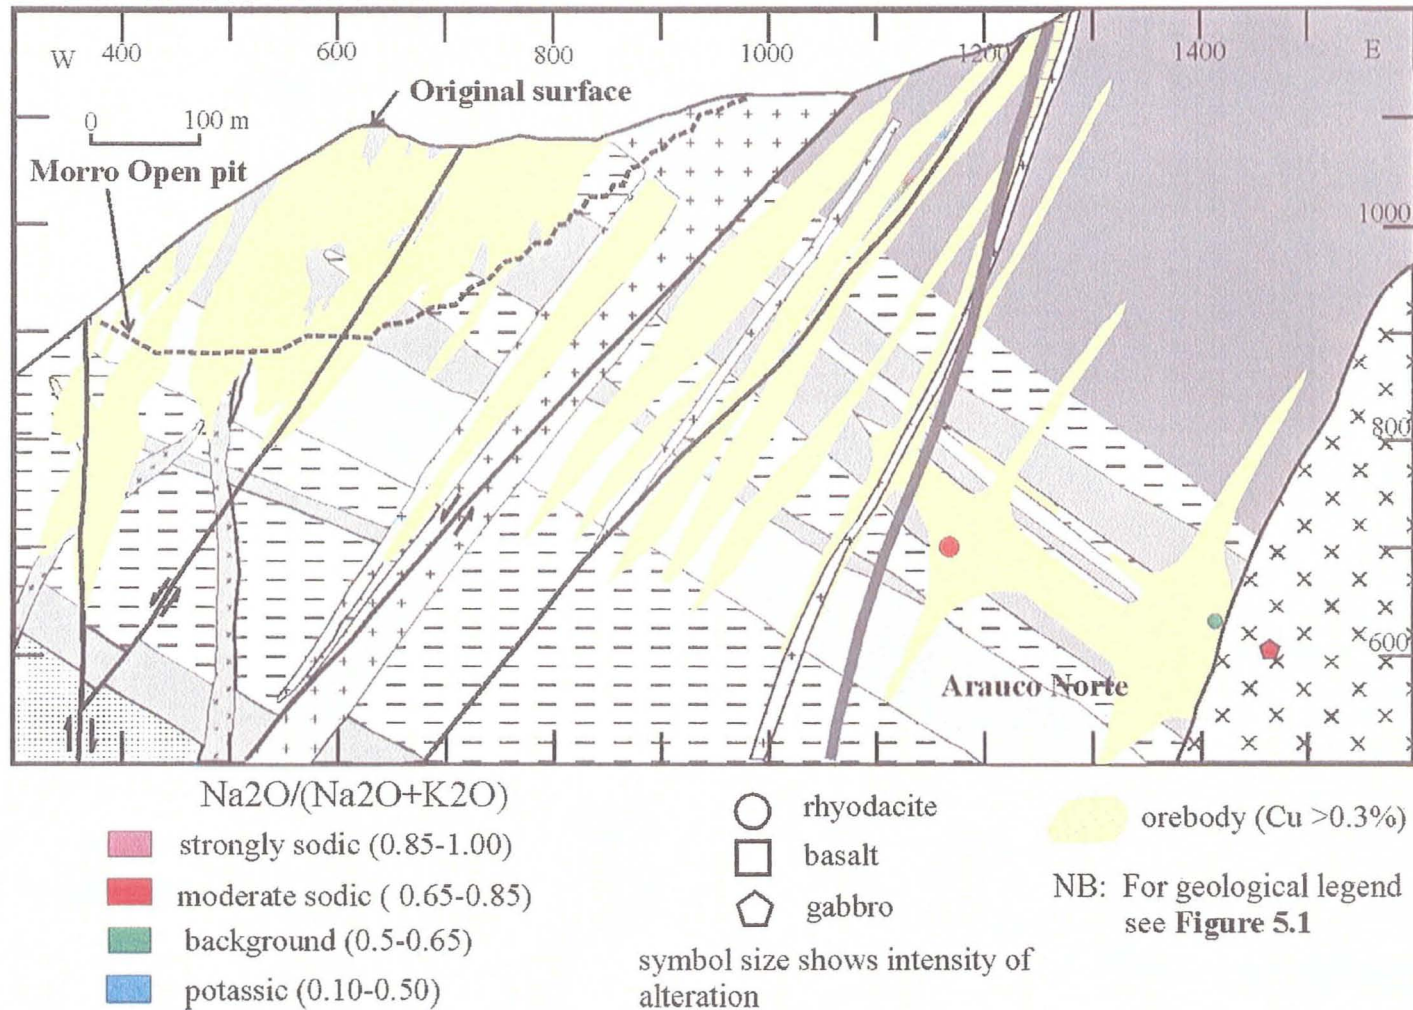 W 400 600 800 1000 1200 1400 E
Original surface
0 100 m
Morro Open pit
1000
800
600
Arauco Norte
Na2O/(Na2O+K2O)
strongly sodic (0.85-1.00)
moderate sodic ( 0.65-0.85)
background (0.5-0.65)
potassic (0.10-0.50)
rhyodacite
basalt
gabbro
symbol size shows intensity of
alteration
orebody (Cu >0.3%)
NB: For geological legend
see Figure 5.1